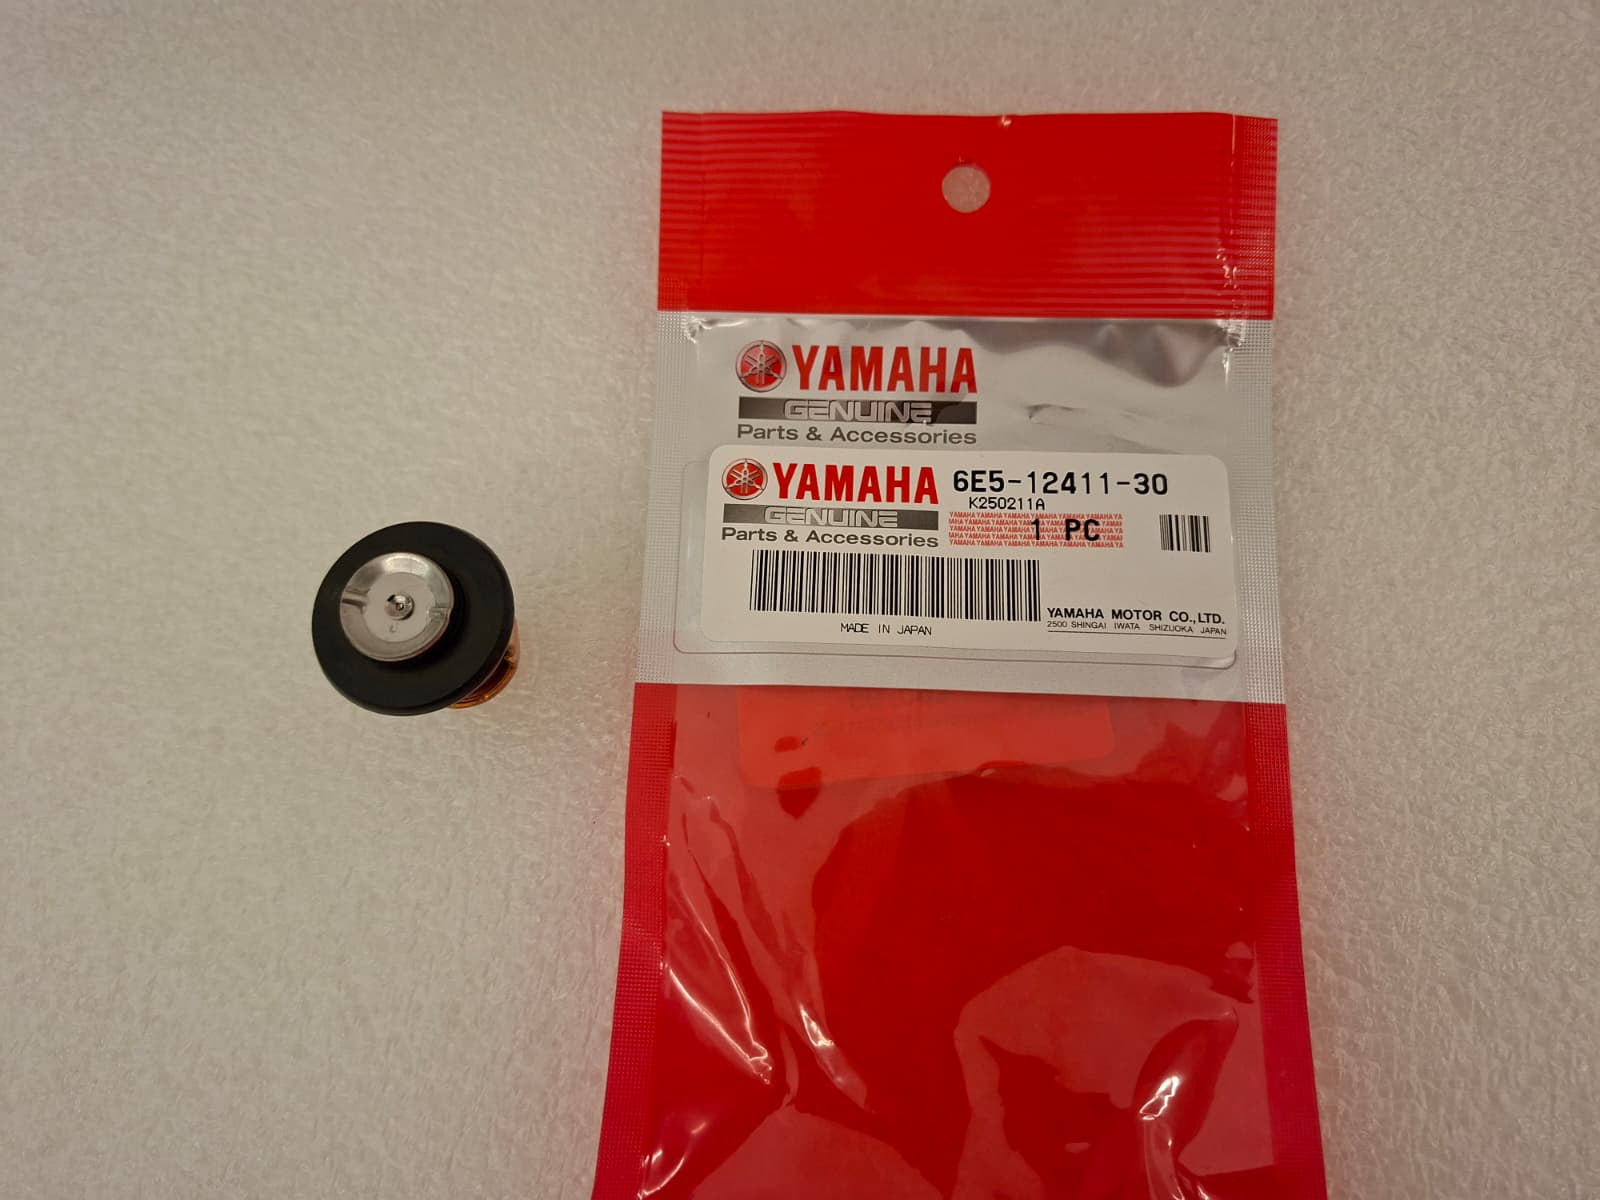 YAMAHA
GENUINE
Parts & Accessories
YAMAHA 6E5-12411-30
K250211A
GENUINE
1 PC
Parts & Accessories
YAMAHA MOTOR CO.,LTD.
2500 SHINGAI IWATA SHIZUOKA JAPAN
MADE IN JAPAN